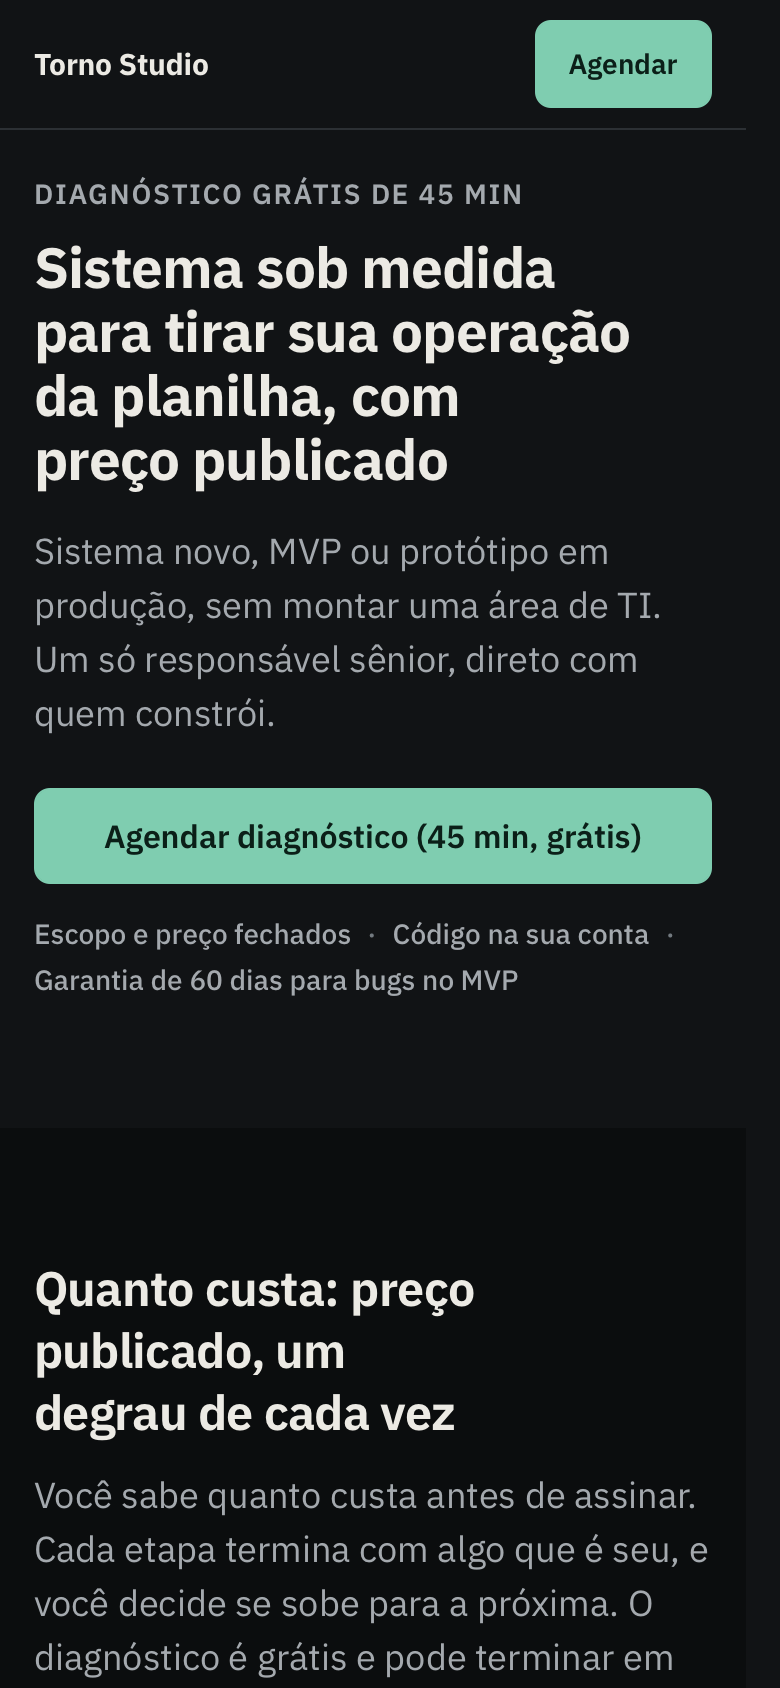 Torno Studio
Agendar
DIAGNÓSTICO GRÁTIS DE 45 MIN
Sistema sob medida
para tirar sua operação
da planilha, com
preço publicado
Sistema novo, MVP ou protótipo em
produção, sem montar uma área de TI.
Um só responsável sênior, direto com
quem constrói.
Agendar diagnóstico (45 min, grátis)
Escopo e preço fechados · Código na sua conta ·
Garantia de 60 dias para bugs no MVP
Quanto custa: preço
publicado, um
degrau de cada vez
Você sabe quanto custa antes de assinar.
Cada etapa termina com algo que é seu, e
você decide se sobe para a próxima. O
diagnóstico é grátis e pode terminar em